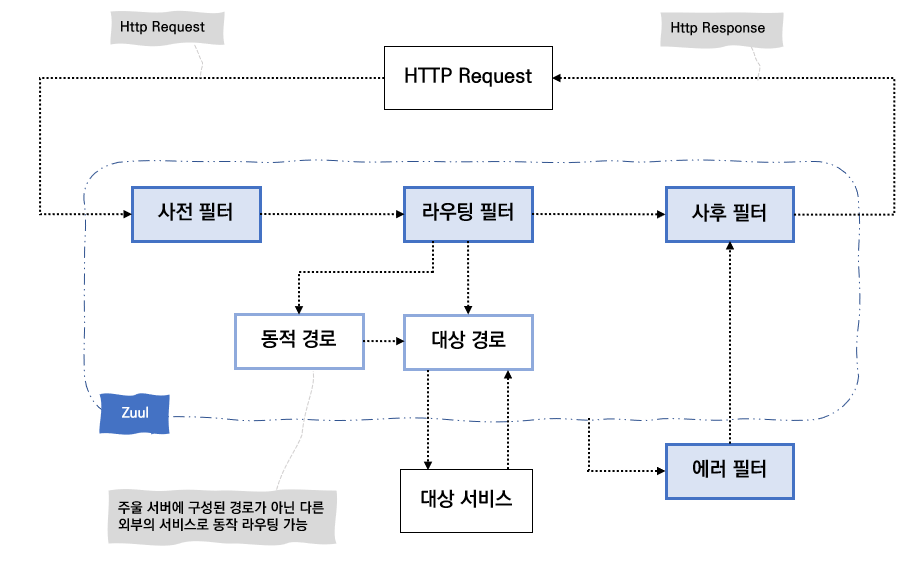 Http Request
Http Response
HTTP Request
사전 필터
라우팅 필터
사후 필터
동적 경로
대상 경로
Zuul
에러 필터
대상 서비스
주울 서버에 구성된 경로가 아닌 다른
외부의 서비스로 동작 라우팅 가능